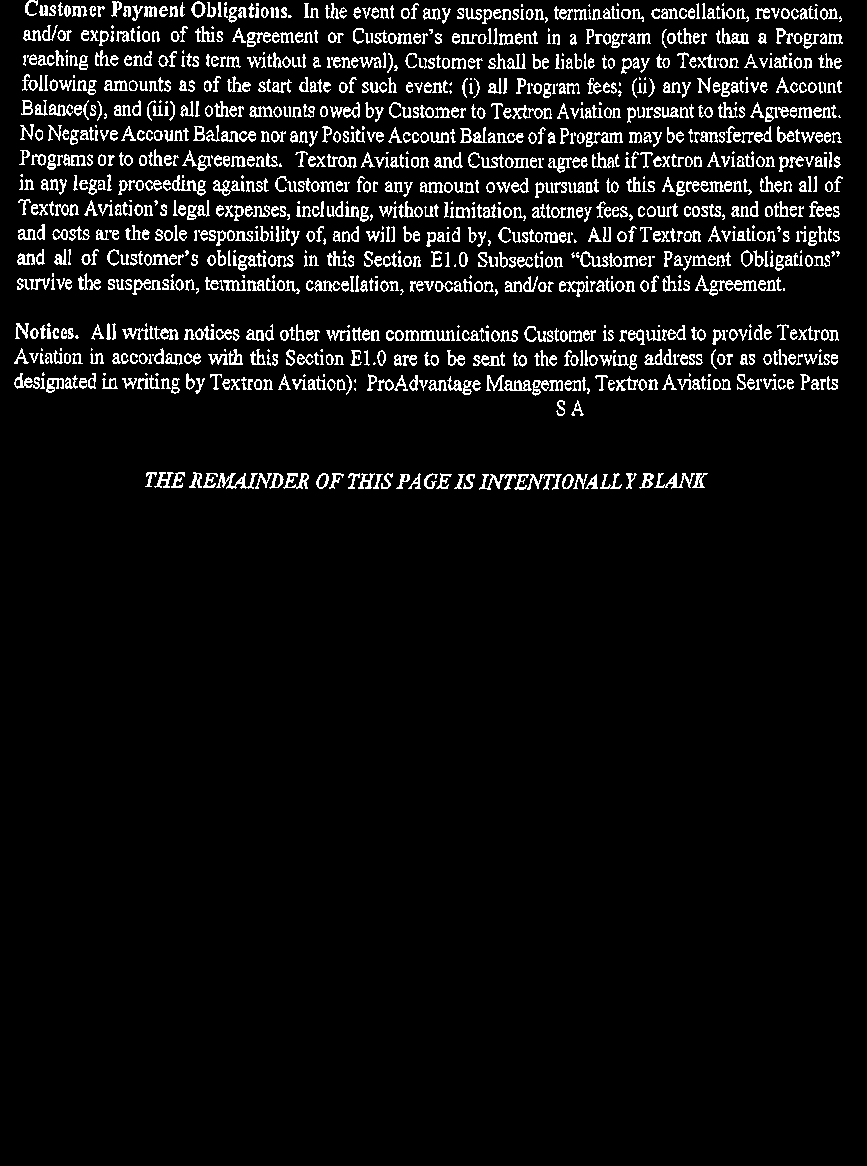 Customer Payment Obligations. In the event of any suspension, termination, cancellation, revocation,
and/or expiration of this Agreement or Customer's enrollment in a Program (other than a Program
reaching the end of its term without a renewal), Customer shall be liable to pay to Textron Aviation the
following amounts as of the start date of such event: (i) all Program fees; (ii) any Negative Account
Balance(s), and (iii) all other amounts owed by Customer to Textron Aviation pursuant to this Agreement.
No Negative Account Balance nor any Positive Account Balance of a Program may be transferred between
Programs or to other Agreements. Textron Aviation and Customer agree that if Textron Aviation prevails
in any legal proceeding against Customer for any amount owed pursuant to this Agreement, then all of
Textron Aviation's legal expenses, including, without limitation, attorney fees, court costs, and other fees
and costs are the sole responsibility of, and will be paid by, Customer. All of Textron Aviation's rights
and all of Customer's obligations in this Section E1.0 Subsection “Customer Payment Obligations”
survive the suspension, termination, cancellation, revocation, and/or expiration of this Agreement.
Notices. All written notices and other written communications Customer is required to provide Textron
Aviation in accordance with this Section E1.0 are to be sent to the following address (or as otherwise
designated in writing by Textron Aviation): ProAdvantage Management, Textron Aviation Service Parts
S A
THE REMAINDER OF THIS PAGE IS INTENTIONALLY BLANK